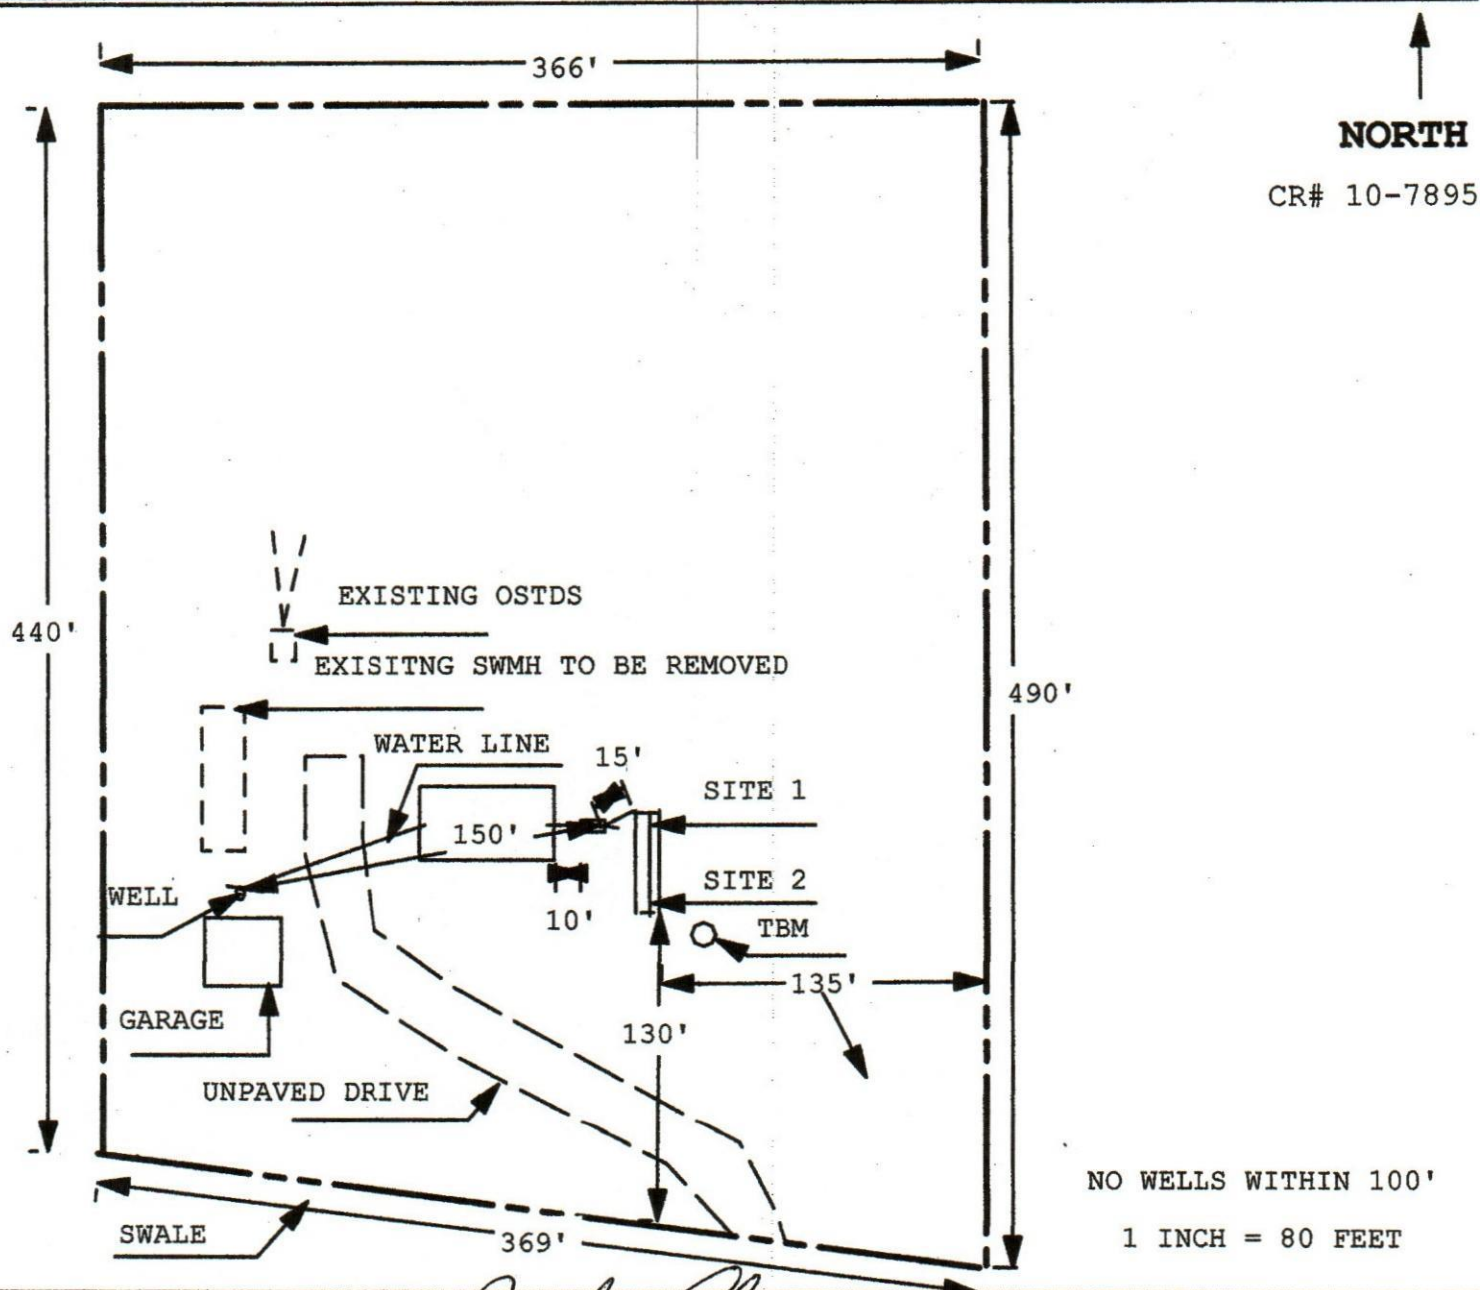 366'
NORTH
CR# 10-7895
EXISTING OSTDS
440'
EXISITNG SWMH TO BE REMOVED
490'
WATER LINE
15'
SITE 1
150'
SITE 2
WELL
10'
TBM
135'
GARAGE
130'
UNPAVED DRIVE
NO WELLS WITHIN 100'
SWALE
369'
1 INCH = 80 FEET